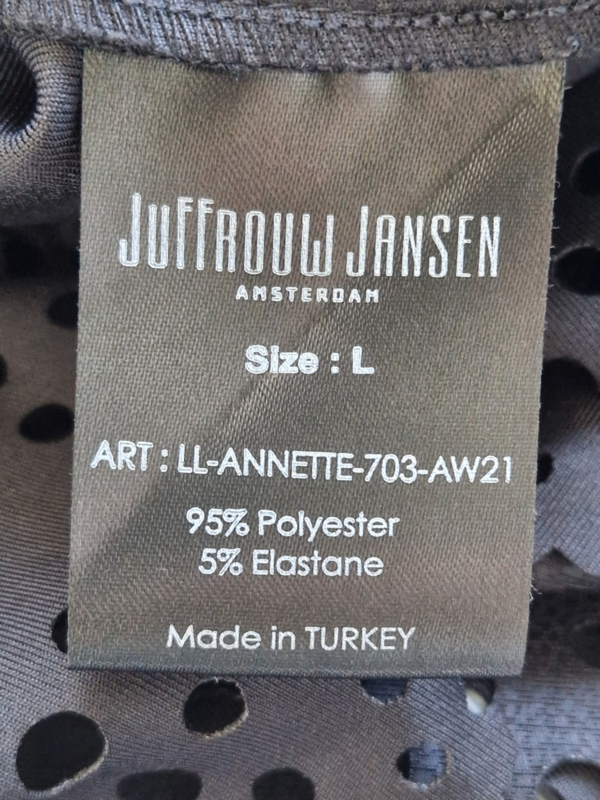 JUFFROUW JANSEN
AMSTERDAM
Size : L
ART : LL-ANNETTE-703-AW21
95% Polyester
5% Elastane
Made in TURKEY